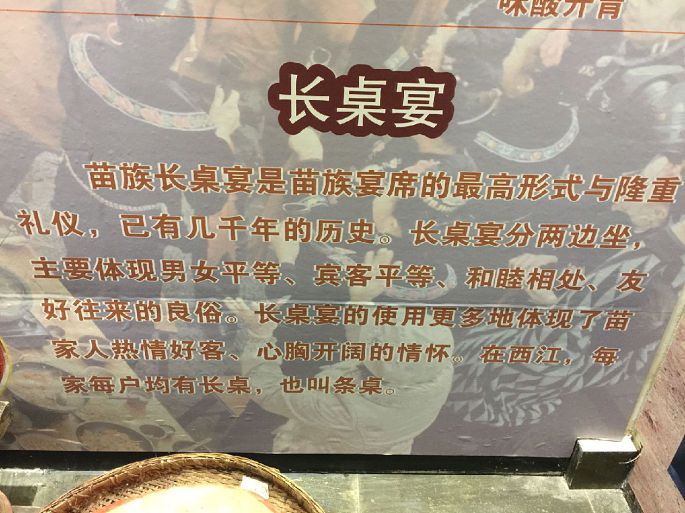 味酸开胃
长桌宴
苗族长桌宴是苗族宴席的最高形式与隆重
礼仪，已有几千年的历史。长桌宴分两边坐，
主要体现男女平等、宾客平等、和睦相处、友
好往来的良俗。长桌宴的使用更多地体现了苗
家人热情好客、心胸开阔的情怀。在西江，每
家每户均有长桌，也叫条桌。